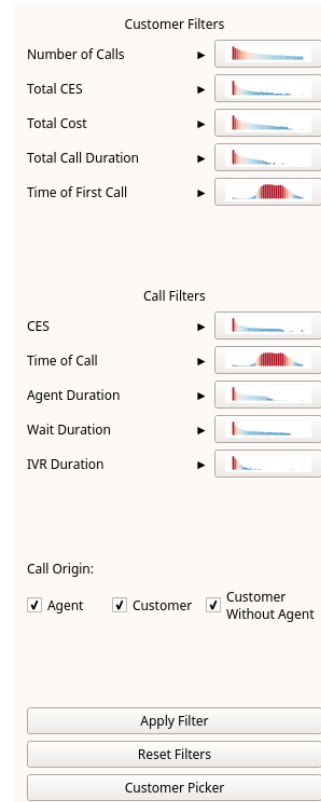 Customer Filters
Number of Calls
Total CES
Total Cost
Total Call Duration
Time of First Call
Call Filters
CES
Time of Call
Agent Duration
Wait Duration
IVR Duration
Call Origin:
Agent
Customer
Customer
Without Agent
Apply Filter
Reset Filters
Customer Picker